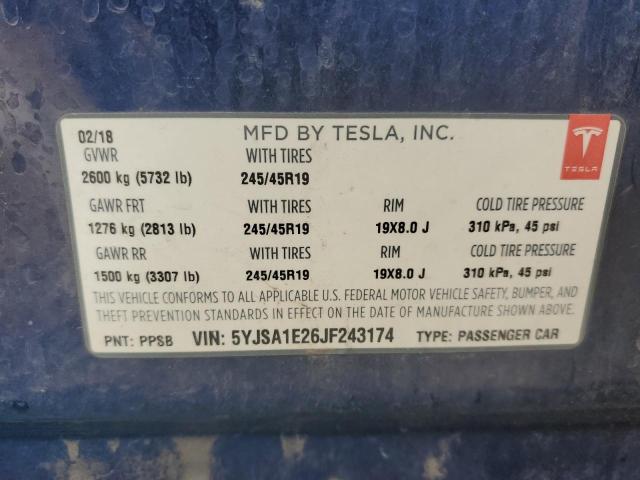 02/18 MFD BY TESLA, INC.
GVWR WITH TIRES
2600 kg (5732 lb) 245/45R19
TESLA
GAWR FRT WITH TIRES RIM COLD TIRE PRESSURE
1276 kg (2813 lb) 245/45R19 19X8.0 J 310 kPa, 45 psi
GAWR RR WITH TIRES RIM COLD TIRE PRESSURE
1500 kg (3307 lb) 245/45R19 19X8.0 J 310 kPa, 45 psi
THIS VEHICLE CONFORMS TO ALL APPLICABLE U.S. FEDERAL MOTOR VEHICLE SAFETY, BUMPER, AND
THEFT PREVENTION STANDARDS IN EFFECT ON THE DATE OF MANUFACTURE SHOWN ABOVE.
PNT: PPSB VIN: 5YJSA1E26JF243174 TYPE: PASSENGER CAR